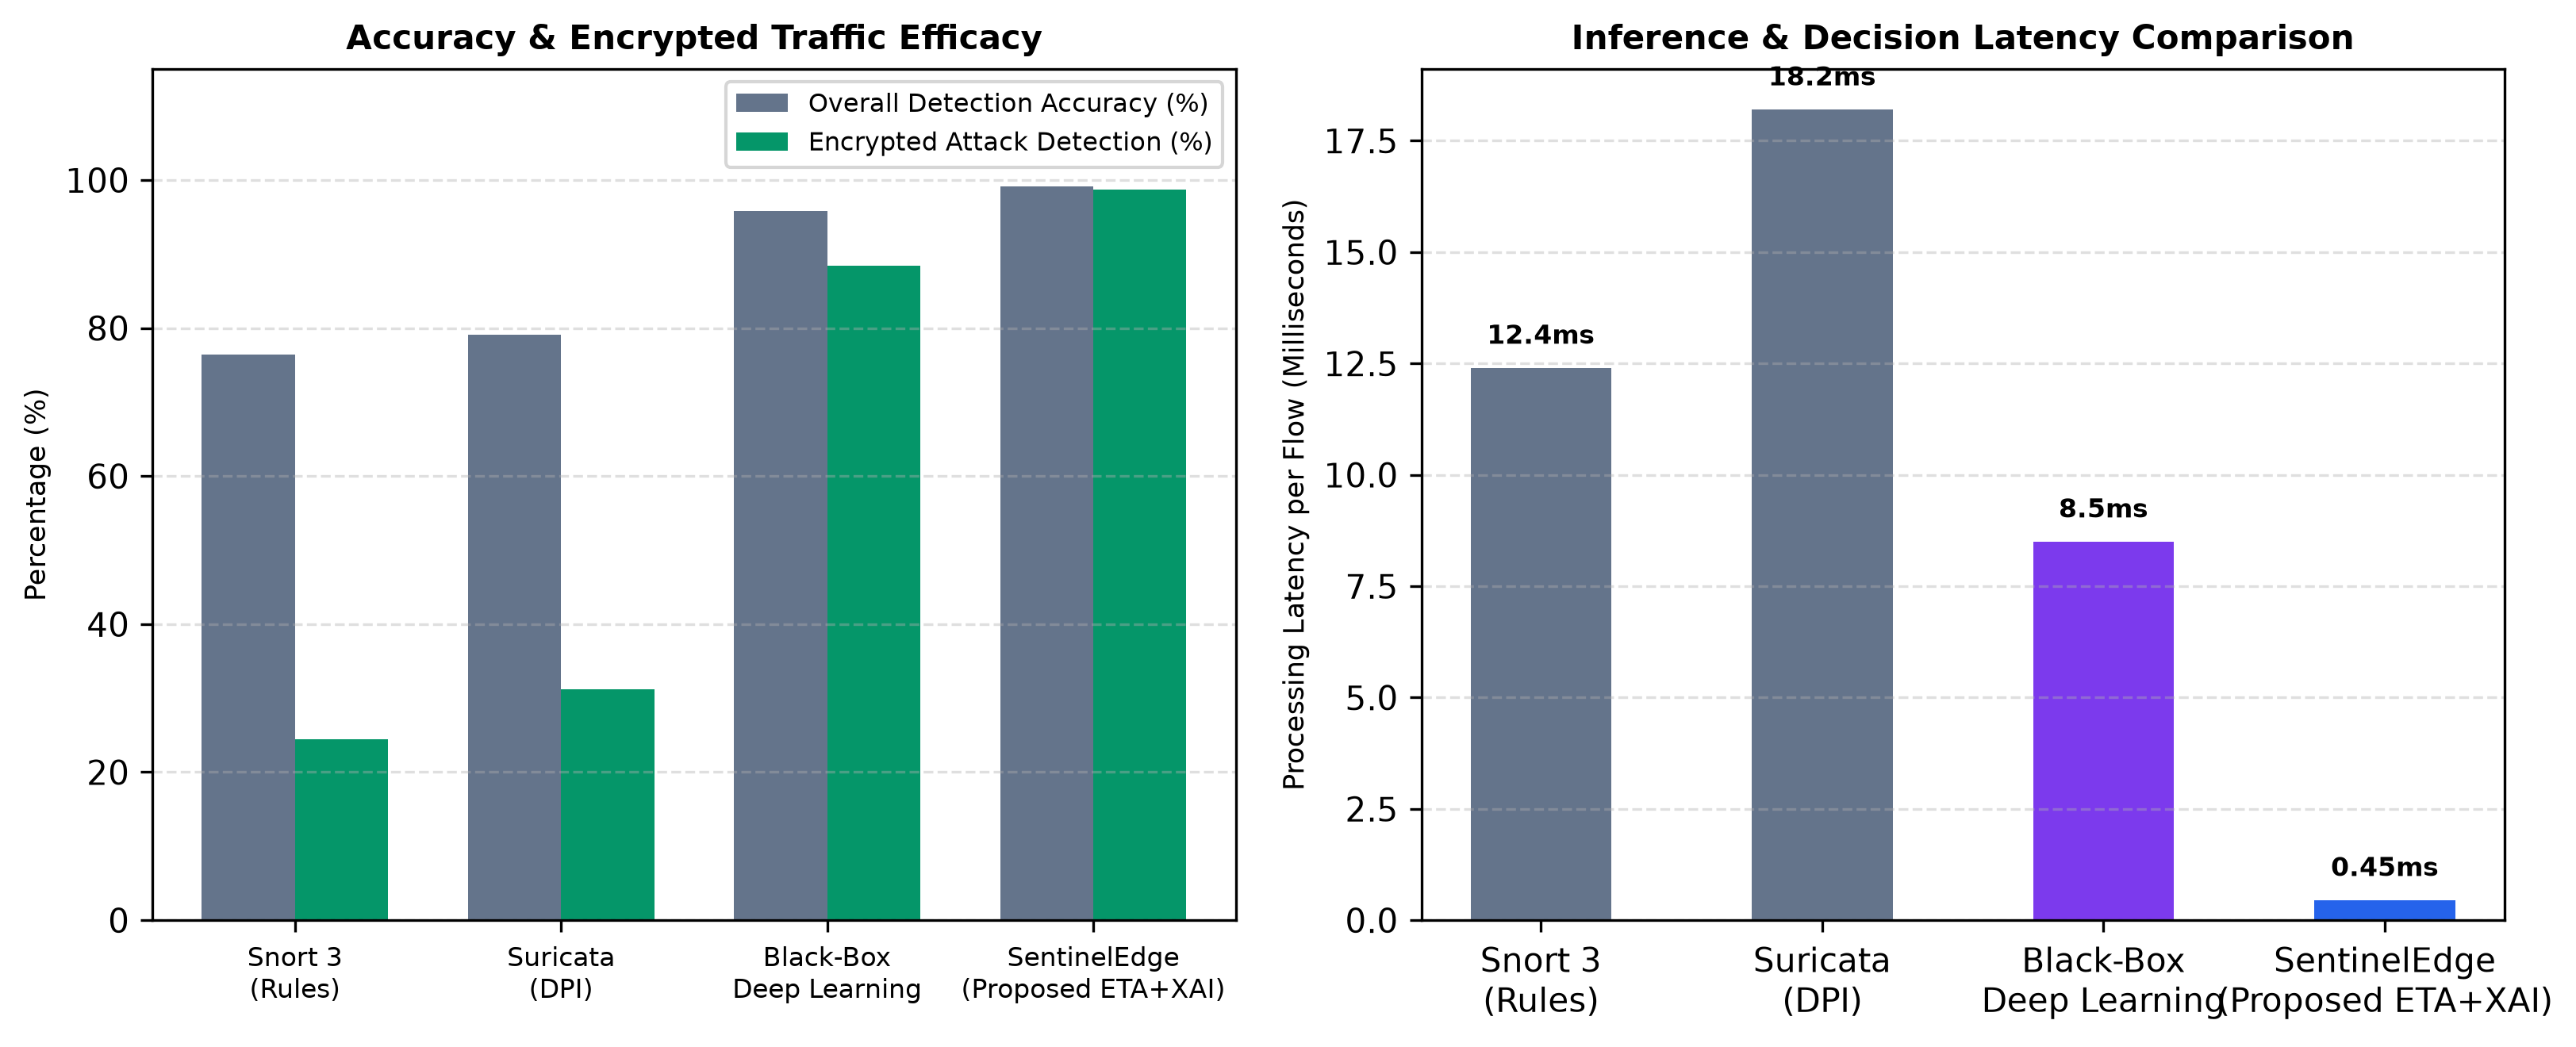 Accuracy & Encrypted Traffic Efficacy
Overall Detection Accuracy (%)
Encrypted Attack Detection (%)
Percentage (%)
100
80
60
40
20
0
Snort 3
(Rules)
Suricata
(DPI)
Black-Box
Deep Learning
SentinelEdge
(Proposed ETA+XAI)
Inference & Decision Latency Comparison
Processing Latency per Flow (Milliseconds)
17.5
15.0
12.5
10.0
7.5
5.0
2.5
0.0
12.4ms
18.2ms
8.5ms
0.45ms
Snort 3
(Rules)
Suricata
(DPI)
Black-Box
Deep Learning
SentinelEdge
(Proposed ETA+XAI)